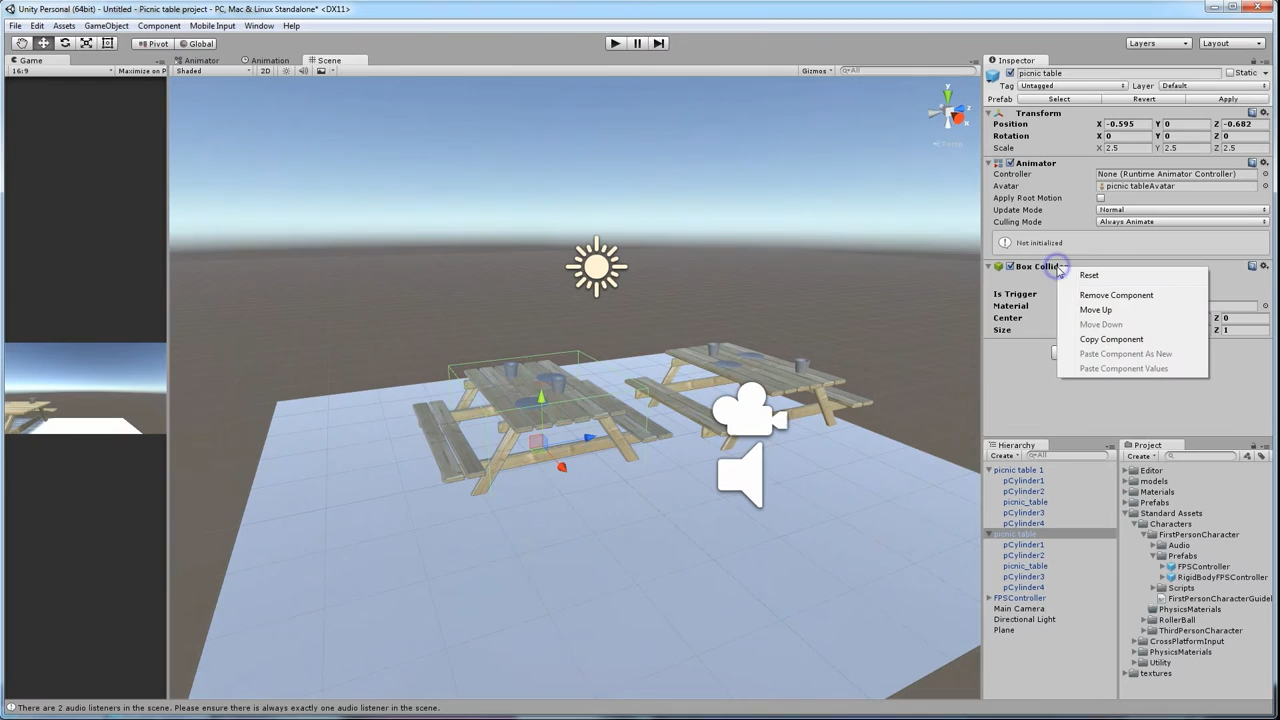 Unity Personal (64bit) - Untitled - Picnic table project - PC, Mac & Linux Standalone* <DX11>
File Edit Assets GameObject Component Mobile Input Window Help
Pivot Global Layers Layout
Game Animator Animation Scene Inspector
16:9 Maximize on P Shaded 2D Gizmos All
picnic table Static
Tag Untagged Layer Default
Prefab Select Revert Apply
Transform
Position X -0.595 Y 0 Z -0.682
Rotation X 0 Y 0 Z 0
Scale X 2.5 Y 2.5 Z 2.5
Animator
Controller None (Runtime Animator Controller)
Avatar picnic tableAvatar
Apply Root Motion
Update Mode Normal
Culling Mode Always Animate
Not initialized
Box Collider
Is Trigger
Material
Center Z 0
Size Z 1
Reset
Remove Component
Move Up
Move Down
Copy Component
Paste Component As New
Paste Component Values
y
z
x
Persp
Hierarchy
Create All
picnic table 1
pCylinder1
pCylinder2
picnic_table
pCylinder3
pCylinder4
picnic table
pCylinder1
pCylinder2
picnic_table
pCylinder3
pCylinder4
FPSController
Main Camera
Directional Light
Plane
Project
Create
Editor
models
Materials
Prefabs
Standard Assets
Characters
FirstPersonCharacter
Audio
Prefabs
FPSController
RigidBodyFPSController
Scripts
FirstPersonCharacterGuidel
PhysicsMaterials
RollerBall
ThirdPersonCharacter
CrossPlatformInput
PhysicsMaterials
Utility
textures
There are 2 audio listeners in the scene. Please ensure there is always exactly one audio listener in the scene.